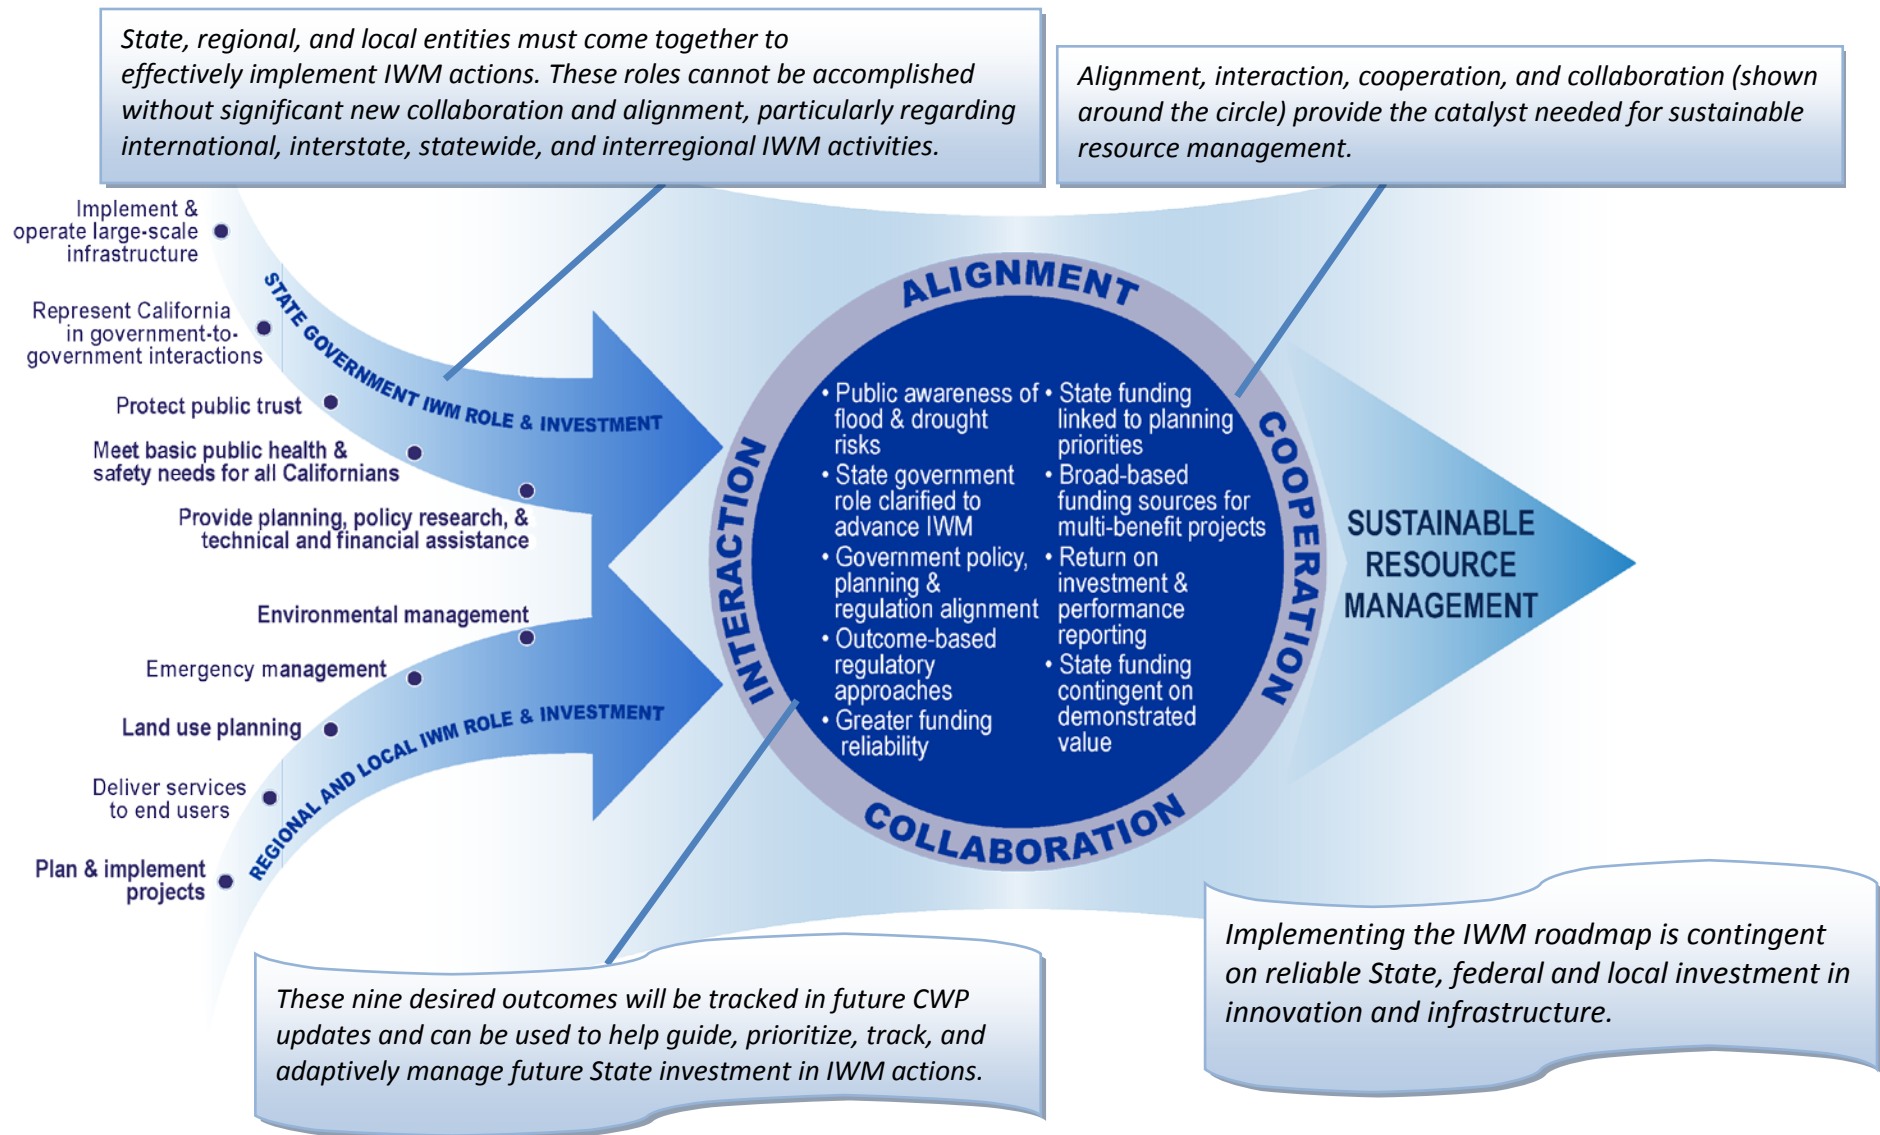 State, regional, and local entities must come together to
effectively implement IWM actions. These roles cannot be accomplished
without significant new collaboration and alignment, particularly regarding
international, interstate, statewide, and interregional IWM activities.
Alignment, interaction, cooperation, and collaboration (shown
around the circle) provide the catalyst needed for sustainable
resource management.
Implement &
operate large-scale
infrastructure
Represent California
in government-to-
government interactions
Protect public trust
Meet basic public health &
safety needs for all Californians
Provide planning, policy research, &
technical and financial assistance
STATE GOVERNMENT IWM ROLE & INVESTMENT
Environmental management
Emergency management
Land use planning
Deliver services
to end users
Plan & implement
projects
REGIONAL AND LOCAL IWM ROLE & INVESTMENT
ALIGNMENT
INTERACTION
COOPERATION
COLLABORATION
• Public awareness of
flood & drought
risks
• State government
role clarified to
advance IWM
• Government policy,
planning &
regulation alignment
• Outcome-based
regulatory
approaches
• Greater funding
reliability
• State funding
linked to planning
priorities
• Broad-based
funding sources for
multi-benefit projects
• Return on
investment &
performance
reporting
• State funding
contingent on
demonstrated
value
SUSTAINABLE
RESOURCE
MANAGEMENT
These nine desired outcomes will be tracked in future CWP
updates and can be used to help guide, prioritize, track, and
adaptively manage future State investment in IWM actions.
Implementing the IWM roadmap is contingent
on reliable State, federal and local investment in
innovation and infrastructure.